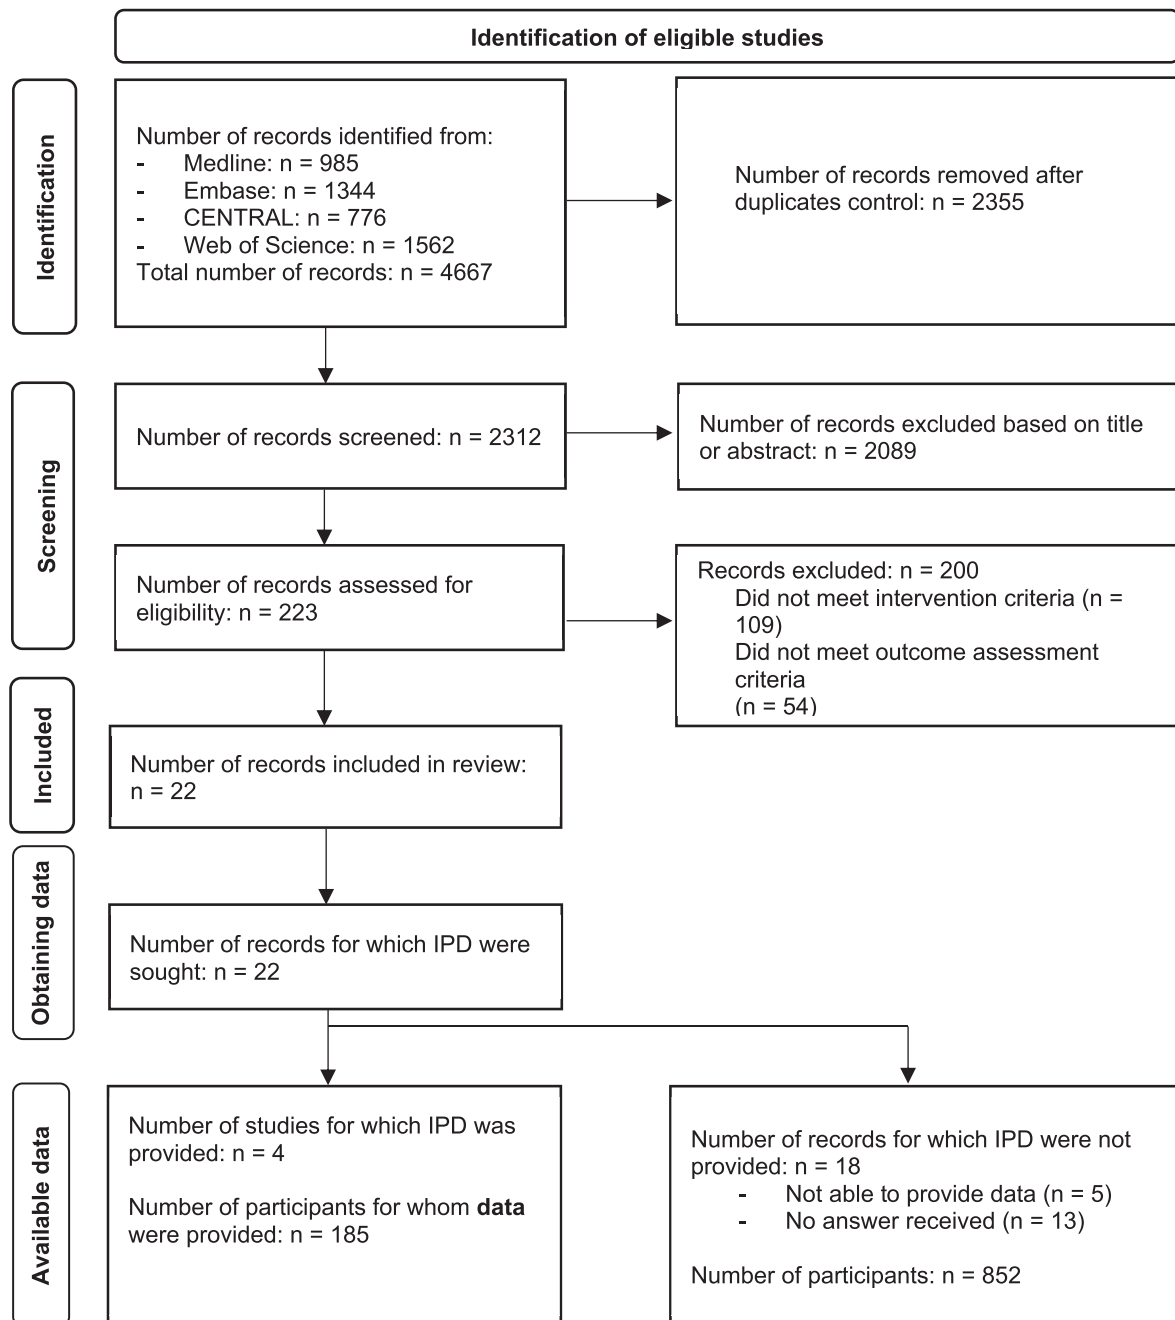 Identification of eligible studies
Identification
Number of records identified from:
- Medline: n = 985
- Embase: n = 1344
- CENTRAL: n = 776
- Web of Science: n = 1562
Total number of records: n = 4667
Number of records removed after
duplicates control: n = 2355
Screening
Number of records screened: n = 2312
Number of records excluded based on title
or abstract: n = 2089
Number of records assessed for
eligibility: n = 223
Records excluded: n = 200
Did not meet intervention criteria (n =
109)
Did not meet outcome assessment
criteria
(n = 54)
Included
Number of records included in review:
n = 22
Obtaining data
Number of records for which IPD were
sought: n = 22
Available data
Number of studies for which IPD was
provided: n = 4
Number of participants for whom data
were provided: n = 185
Number of records for which IPD were not
provided: n = 18
- Not able to provide data (n = 5)
- No answer received (n = 13)
Number of participants: n = 852